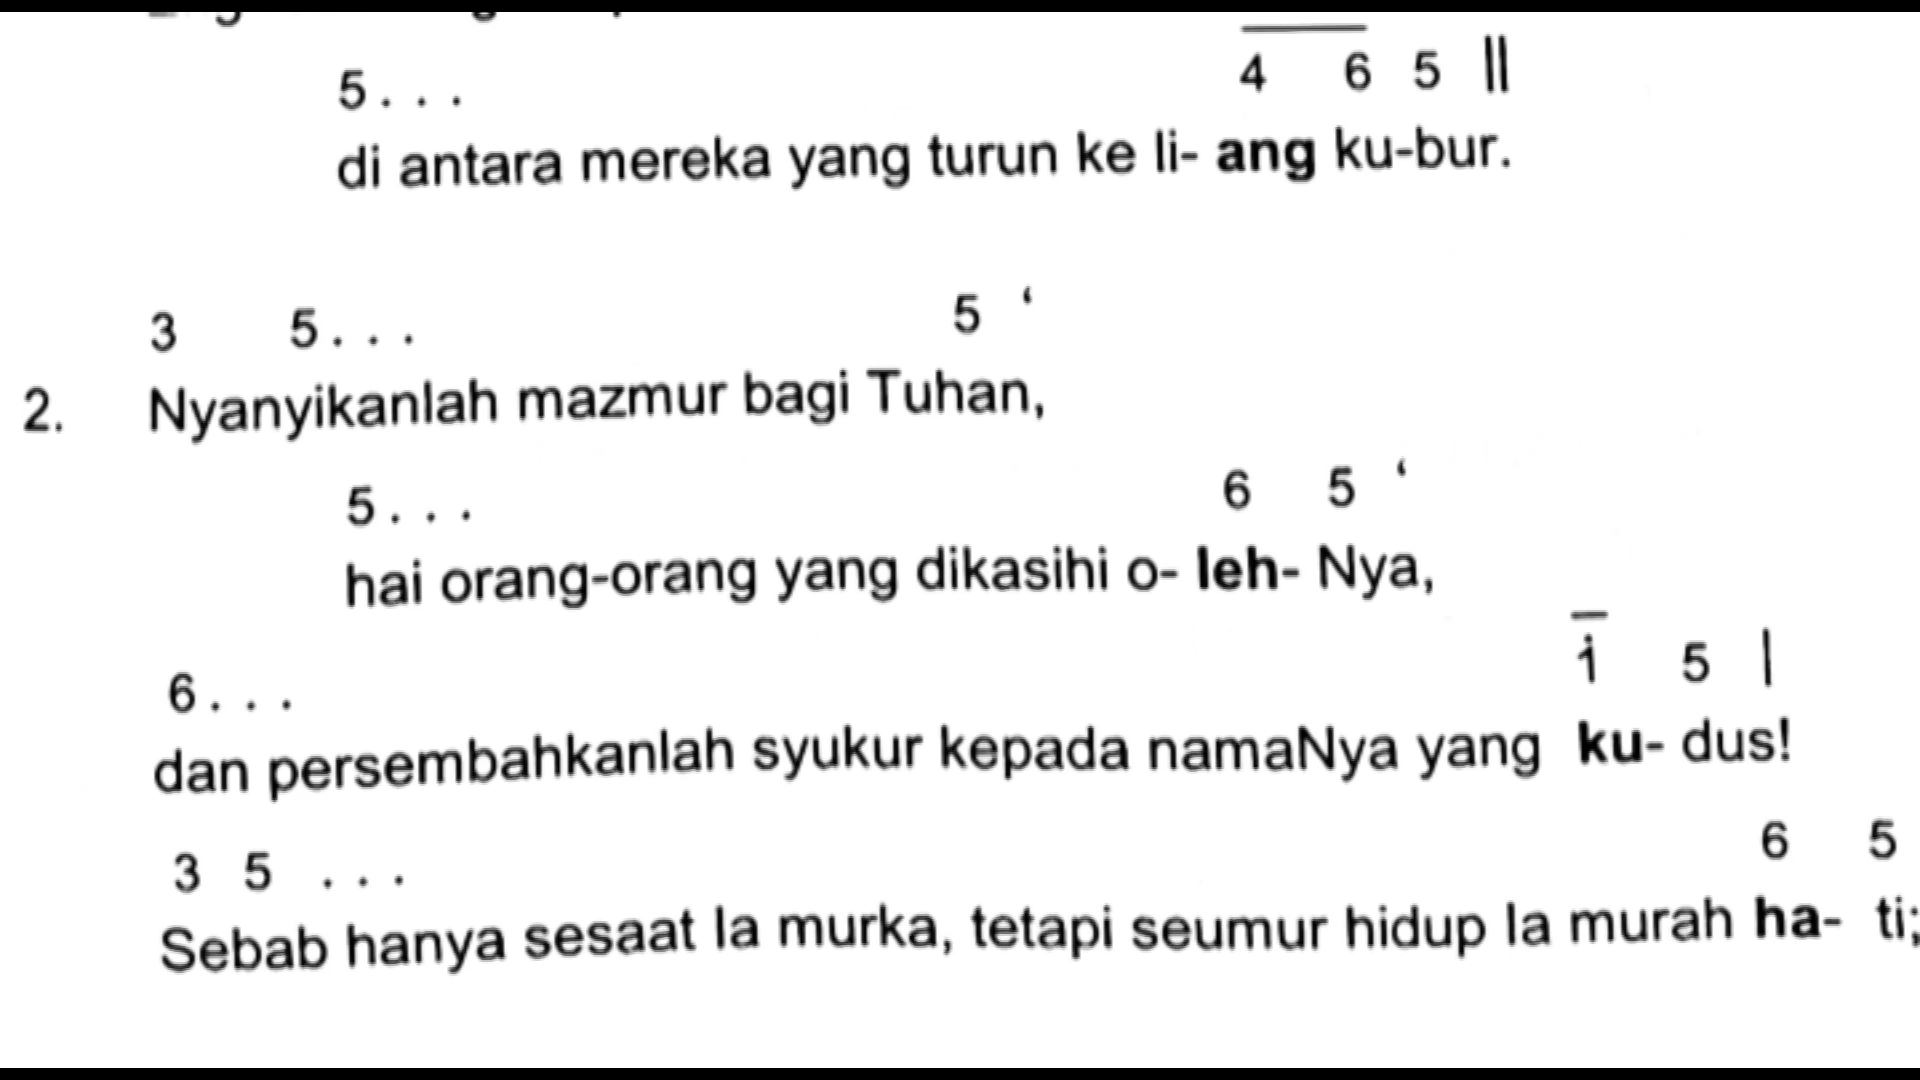 5 . . . 4 6 5 ||
di antara mereka yang turun ke li- ang ku-bur.
3 5 . . . 5 ‘
2. Nyanyikanlah mazmur bagi Tuhan,
5 . . . 6 5 ‘
hai orang-orang yang dikasihi o- leh- Nya,
6 . . . i 5 |
dan persembahkanlah syukur kepada namaNya yang ku- dus!
3 5 . . . 6 5
Sebab hanya sesaat Ia murka, tetapi seumur hidup Ia murah ha- ti;